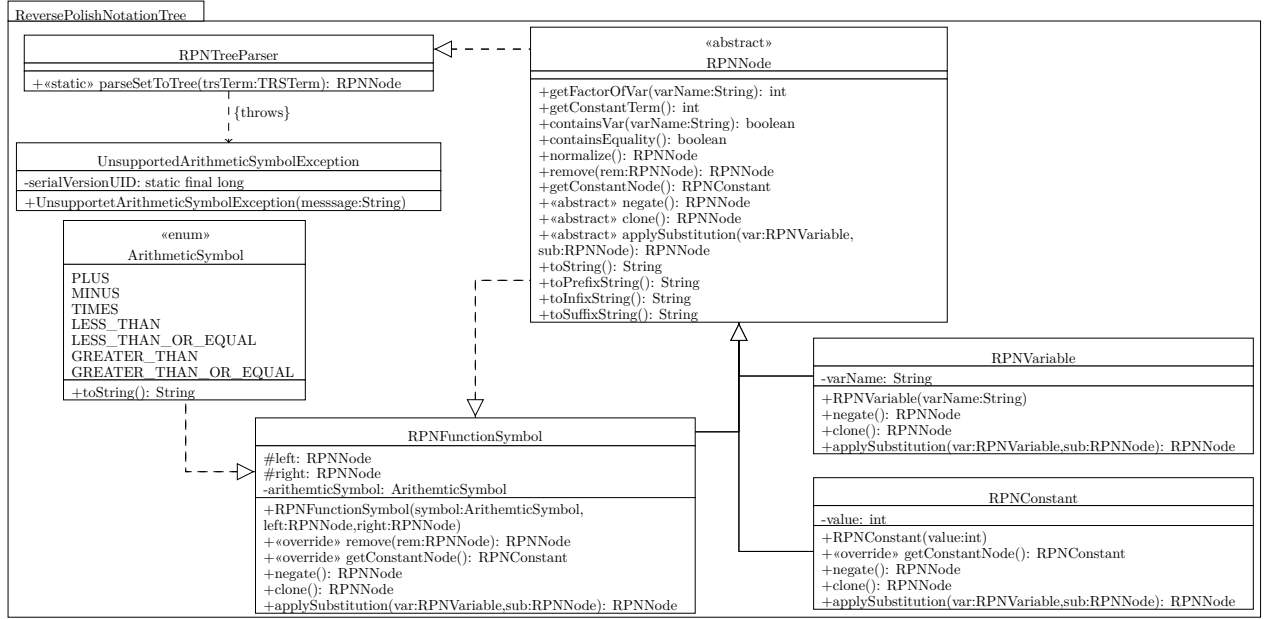 ReversePolishNotationTree
RPNTreeParser
+«static» parseSetToTree(trsTerm:TRSTerm): RPNNode
{throws}
UnsupportedArithmeticSymbolException
-serialVersionUID: static final long
+UnsupportetArithmeticSymbolException(messsage:String)
«enum»
ArithmeticSymbol
PLUS
MINUS
TIMES
LESS_THAN
LESS_THAN_OR_EQUAL
GREATER_THAN
GREATER_THAN_OR_EQUAL
+toString(): String
«abstract»
RPNNode
+getFactorOfVar(varName:String): int
+getConstantTerm(): int
+containsVar(varName:String): boolean
+containsEquality(): boolean
+normalize(): RPNNode
+remove(rem:RPNNode): RPNNode
+getConstantNode(): RPNConstant
+«abstract» negate(): RPNNode
+«abstract» clone(): RPNNode
+«abstract» applySubstitution(var:RPNVariable,
sub:RPNNode): RPNNode
+toString(): String
+toPrefixString(): String
+toInfixString(): String
+toSuffixString(): String
RPNFunctionSymbol
#left: RPNNode
#right: RPNNode
-arithemticSymbol: ArithemticSymbol
+RPNFunctionSymbol(symbol:ArithemticSymbol,
left:RPNNode,right:RPNNode)
+«override» remove(rem:RPNNode): RPNNode
+«override» getConstantNode(): RPNConstant
+negate(): RPNNode
+clone(): RPNNode
+applySubstitution(var:RPNVariable,sub:RPNNode): RPNNode
RPNVariable
-varName: String
+RPNVariable(varName:String)
+negate(): RPNNode
+clone(): RPNNode
+applySubstitution(var:RPNVariable,sub:RPNNode): RPNNode
RPNConstant
-value: int
+RPNConstant(value:int)
+«override» getConstantNode(): RPNConstant
+negate(): RPNNode
+clone(): RPNNode
+applySubstitution(var:RPNVariable,sub:RPNNode): RPNNode